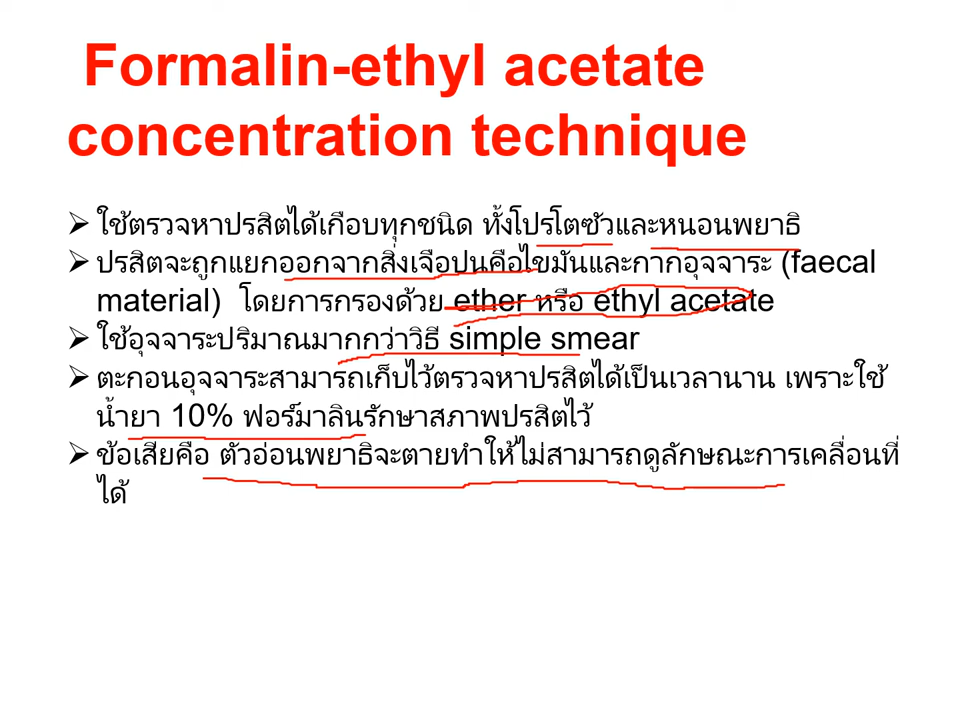 Formalin-ethyl acetate
concentration technique
➢ ใช้ตรวจหาปรสิตได้เกือบทุกชนิด ทั้งโปรโตซัวและหนอนพยาธิ
➢ ปรสิตจะถูกแยกออกจากสิ่งเจือปนคือไขมันและกากอุจจาระ (faecal
material) โดยการกรองด้วย ether หรือ ethyl acetate
➢ ใช้อุจจาระปริมาณมากกว่าวิธี simple smear
➢ ตะกอนอุจจาระสามารถเก็บไว้ตรวจหาปรสิตได้เป็นเวลานาน เพราะใช้
น้ำยา 10% ฟอร์มาลินรักษาสภาพปรสิตไว้
➢ ข้อเสียคือ ตัวอ่อนพยาธิจะตายทำให้ไม่สามารถดูลักษณะการเคลื่อนที่
ได้